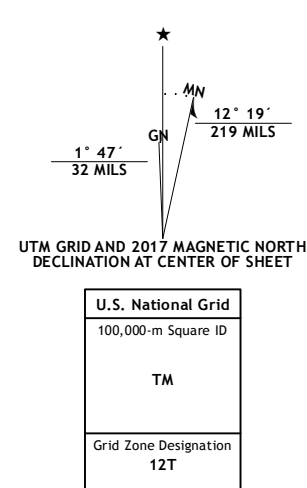 ★
MN
GN
12° 19´
219 MILS
1° 47´
32 MILS
UTM GRID AND 2017 MAGNETIC NORTH
DECLINATION AT CENTER OF SHEET
U.S. National Grid
100,000-m Square ID
TM
Grid Zone Designation
12T